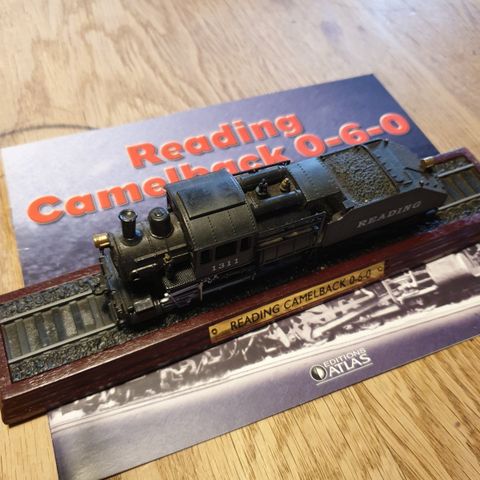 Reading
Camelback 0-6-0
1311
READING
READING CAMELBACK 0-6-0
EDITIONS
ATLAS